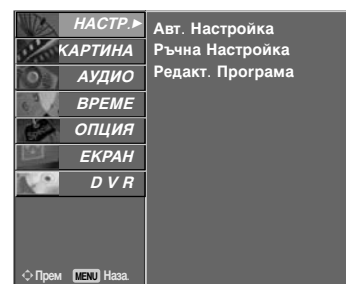 НАСТР.
КАРТИНА
АУДИО
ВРЕМЕ
ОПЦИЯ
ЕКРАН
D V R
Авт. Настройка
Ръчна Настройка
Редакт. Програма
Прем MENU Наза.